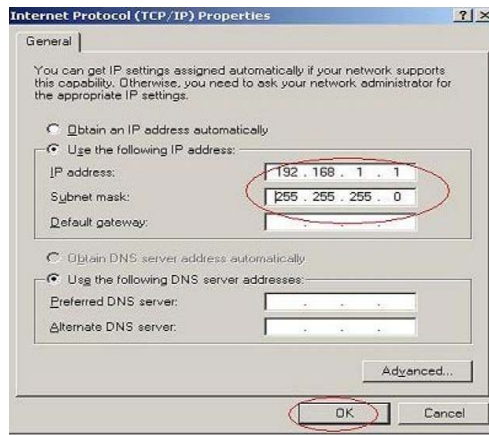 Internet Protocol (TCP/IP) Properties
General
You can get IP settings assigned automatically if your network supports
this capability. Otherwise, you need to ask your network administrator for
the appropriate IP settings.
Obtain an IP address automatically
Use the following IP address:
IP address: 192 . 168 . 1 . 1
Subnet mask: 255 . 255 . 255 . 0
Default gateway: . . .
Obtain DNS server address automatically
Use the following DNS server addresses:
Preferred DNS server: . . .
Alternate DNS server: . . .
Advanced...
OK Cancel